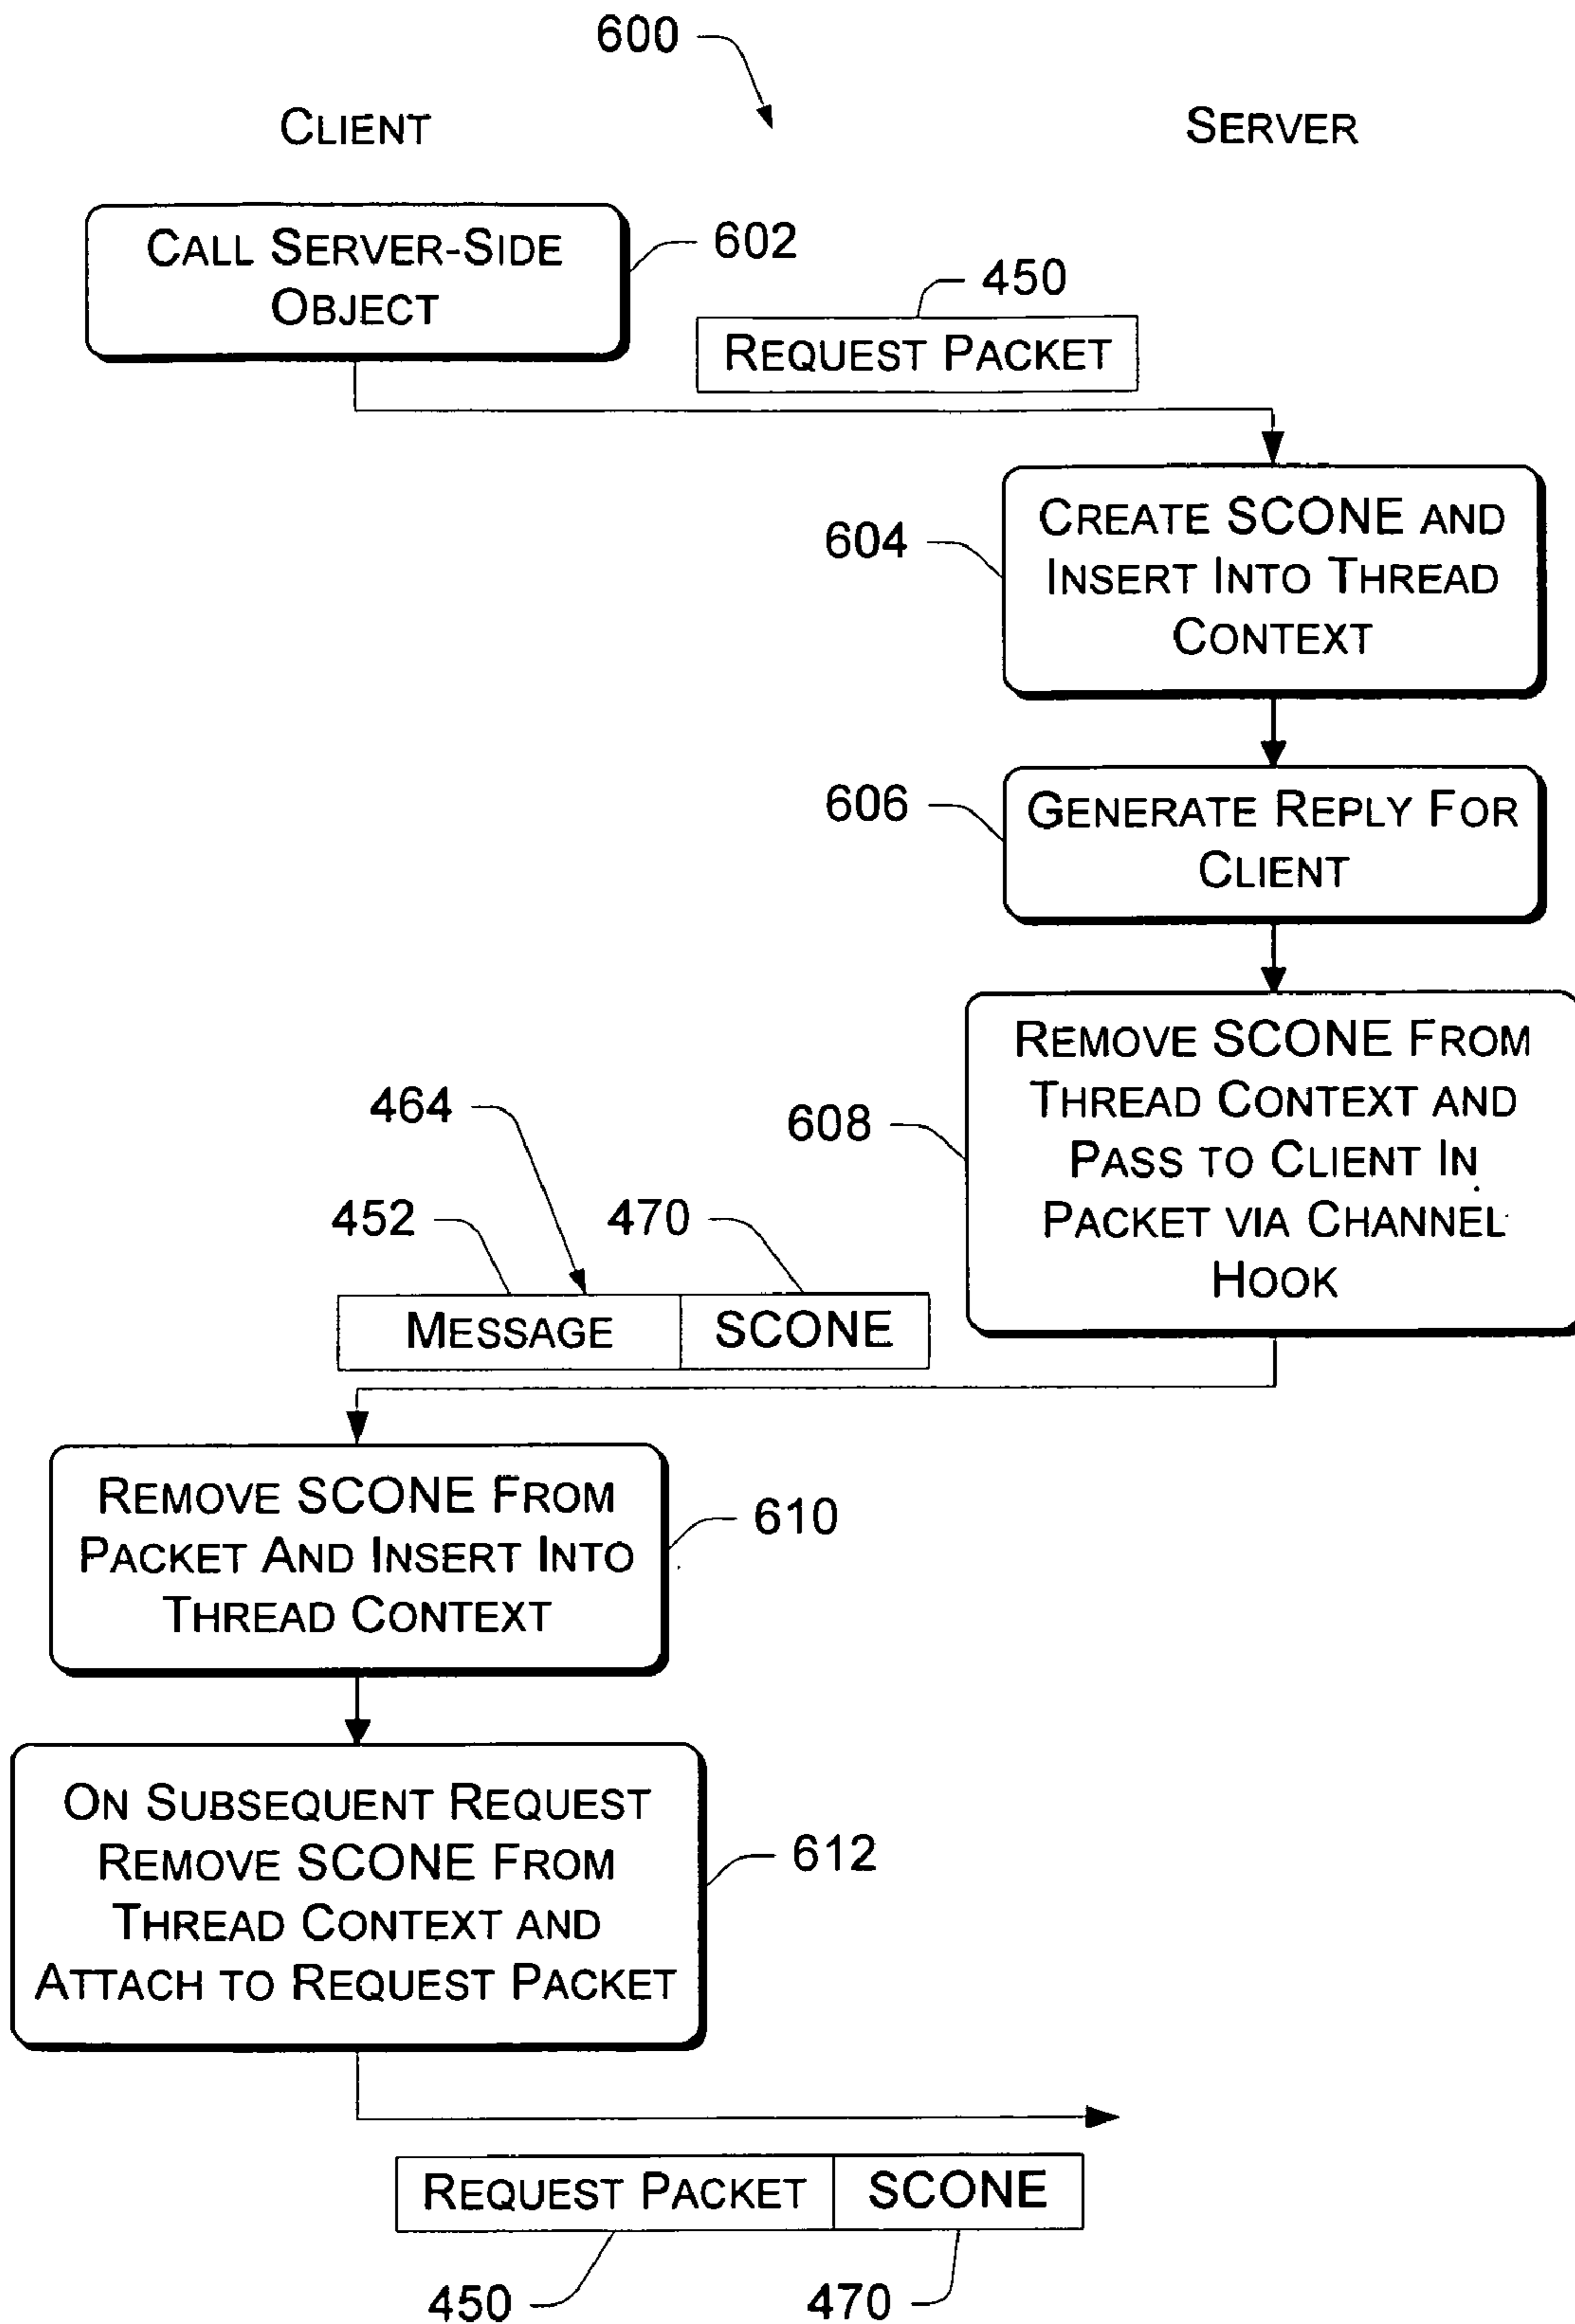 600
CLIENT
SERVER
CALL SERVER-SIDE
OBJECT
602
450
REQUEST PACKET
604
CREATE SCONE AND
INSERT INTO THREAD
CONTEXT
606
GENERATE REPLY FOR
CLIENT
608
REMOVE SCONE FROM
THREAD CONTEXT AND
PASS TO CLIENT IN
PACKET VIA CHANNEL
HOOK
464
452
470
MESSAGE
SCONE
REMOVE SCONE FROM
PACKET AND INSERT INTO
THREAD CONTEXT
610
ON SUBSEQUENT REQUEST
REMOVE SCONE FROM
THREAD CONTEXT AND
ATTACH TO REQUEST PACKET
612
REQUEST PACKET
SCONE
450
470